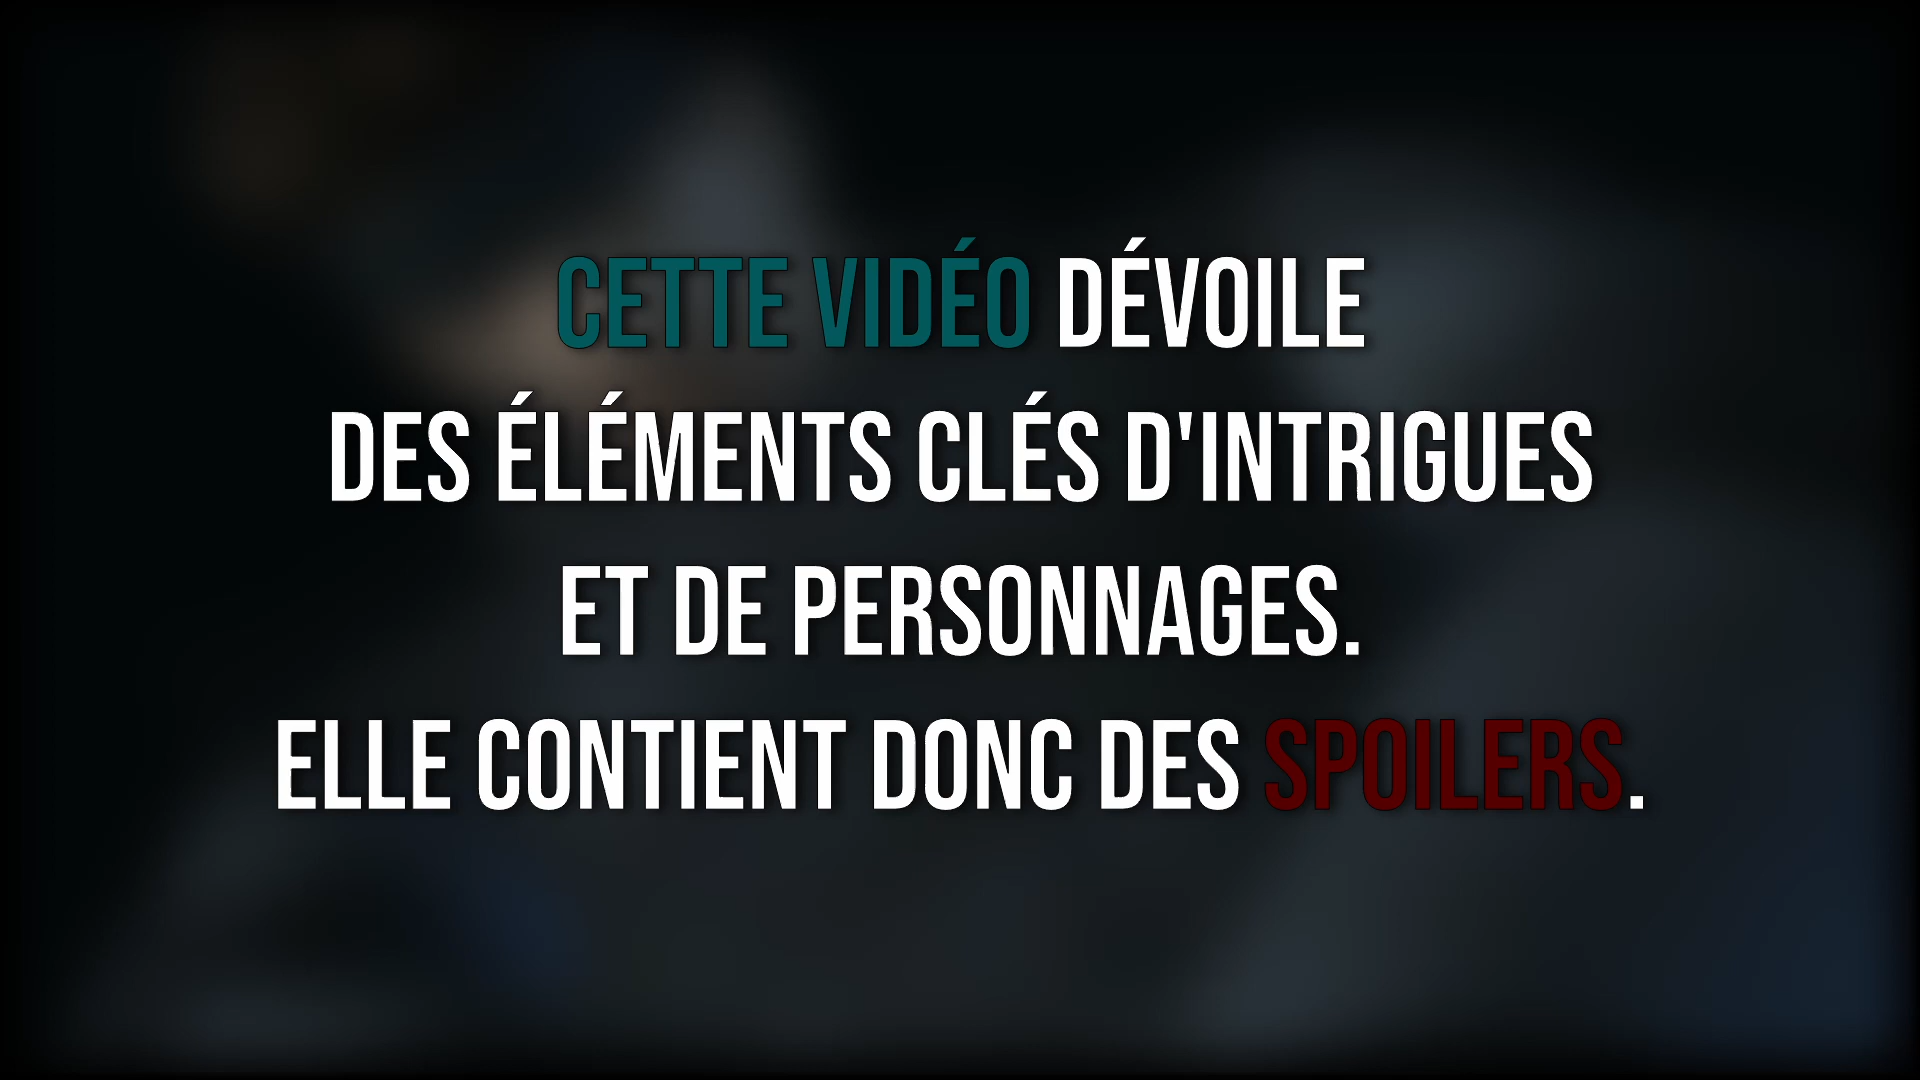 CETTE VIDÉO DÉVOILE
DES ÉLÉMENTS CLÉS D'INTRIGUES
ET DE PERSONNAGES.
ELLE CONTIENT DONC DES SPOILERS.